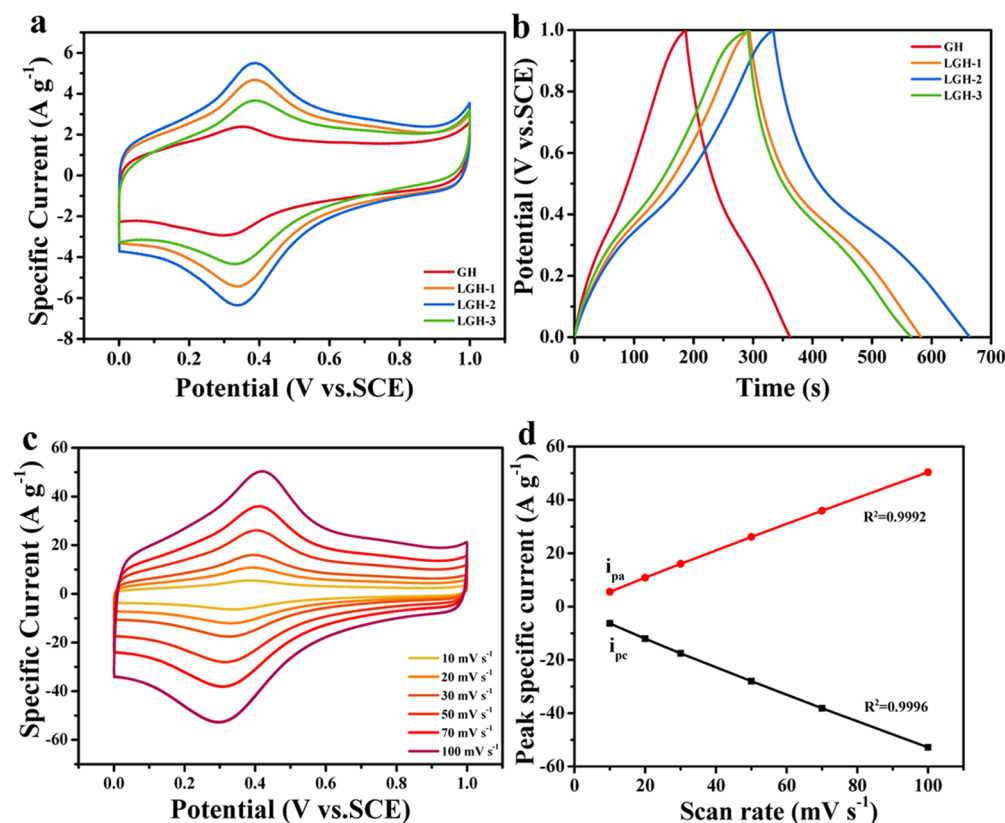 a
Specific Current (A g⁻¹)
6
4
2
0
-2
-4
-6
-8
0.0 0.2 0.4 0.6 0.8 1.0
Potential (V vs.SCE)
GH
LGH-1
LGH-2
LGH-3
b
Potential (V vs.SCE)
1.0
0.8
0.6
0.4
0.2
0.0
0 100 200 300 400 500 600 700
Time (s)
GH
LGH-1
LGH-2
LGH-3
c
Specific Current (A g⁻¹)
60
40
20
0
-20
-40
-60
0.0 0.2 0.4 0.6 0.8 1.0
Potential (V vs.SCE)
10 mV s⁻¹
20 mV s⁻¹
30 mV s⁻¹
50 mV s⁻¹
70 mV s⁻¹
100 mV s⁻¹
d
Peak specific current (A g⁻¹)
60
40
20
0
-20
-40
-60
0 20 40 60 80 100
Scan rate (mV s⁻¹)
R²=0.9992
iₚₐ
i_pc
R²=0.9996